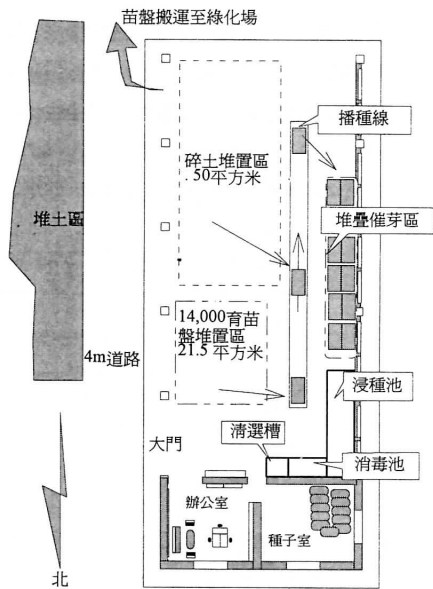 苗盤搬運至綠化場
播種線
碎土堆置區
.50平方米
堆土區
堆疊催芽區
14,000育苗
盤堆置區
21.5 平方米
4m道路
浸種池
清選槽
大門
消毒池
辦公室
種子室
北